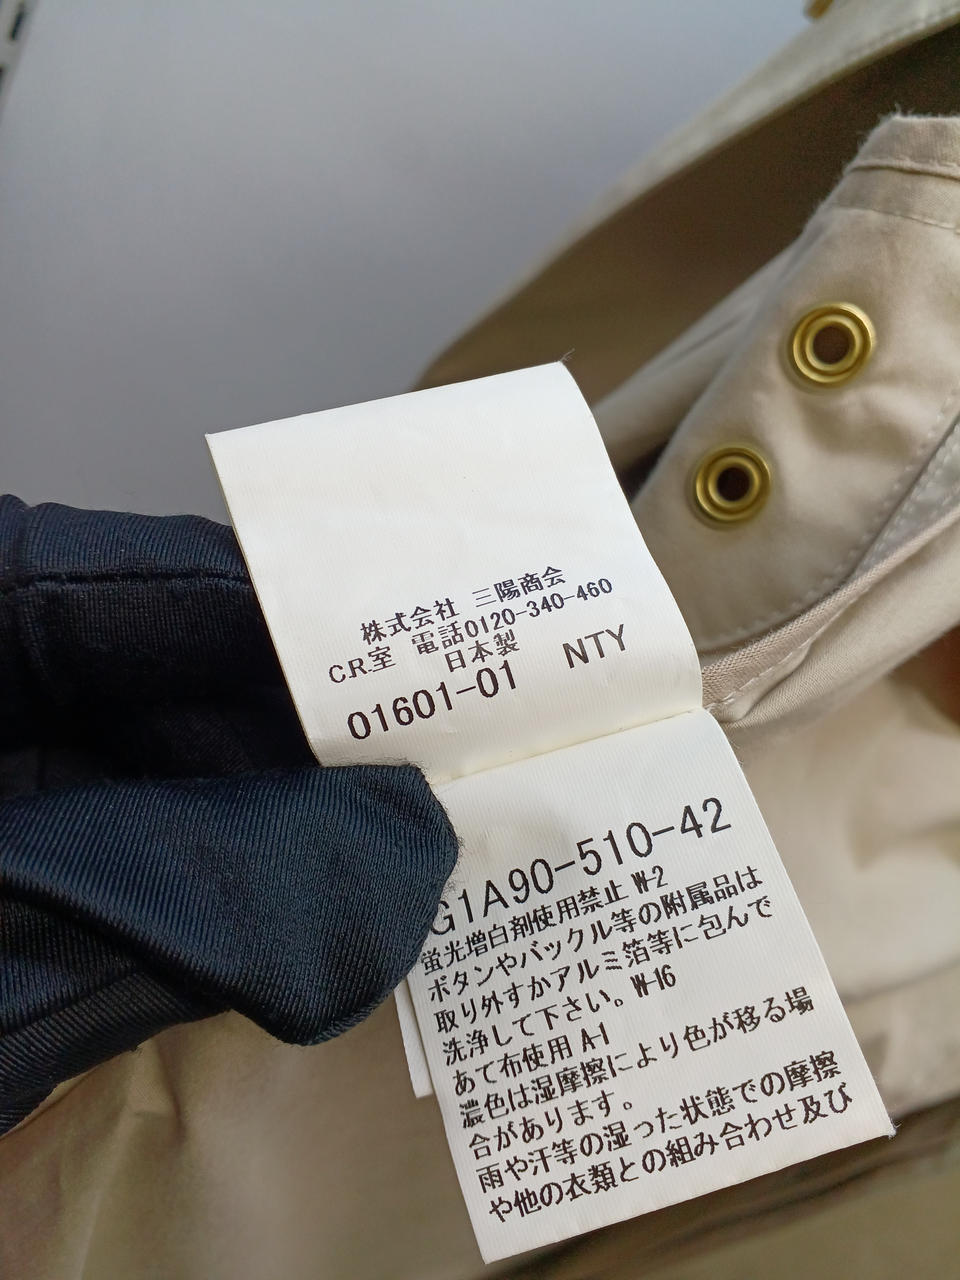 株式会社 三陽商会
C.R.室 電話0120-340-460
日本製
01601-01 NTY
G1A90-510-42
蛍光増白剤使用禁止 W-2
ボタンやバックル等の附属品は
取り外すかアルミ箔等に包んで
洗浄して下さい。W-16
あて布使用 A-1
濃色は湿摩擦により色が移る場
合があります。
雨や汗等の湿った状態での摩擦
や他の衣類との組み合わせ及び